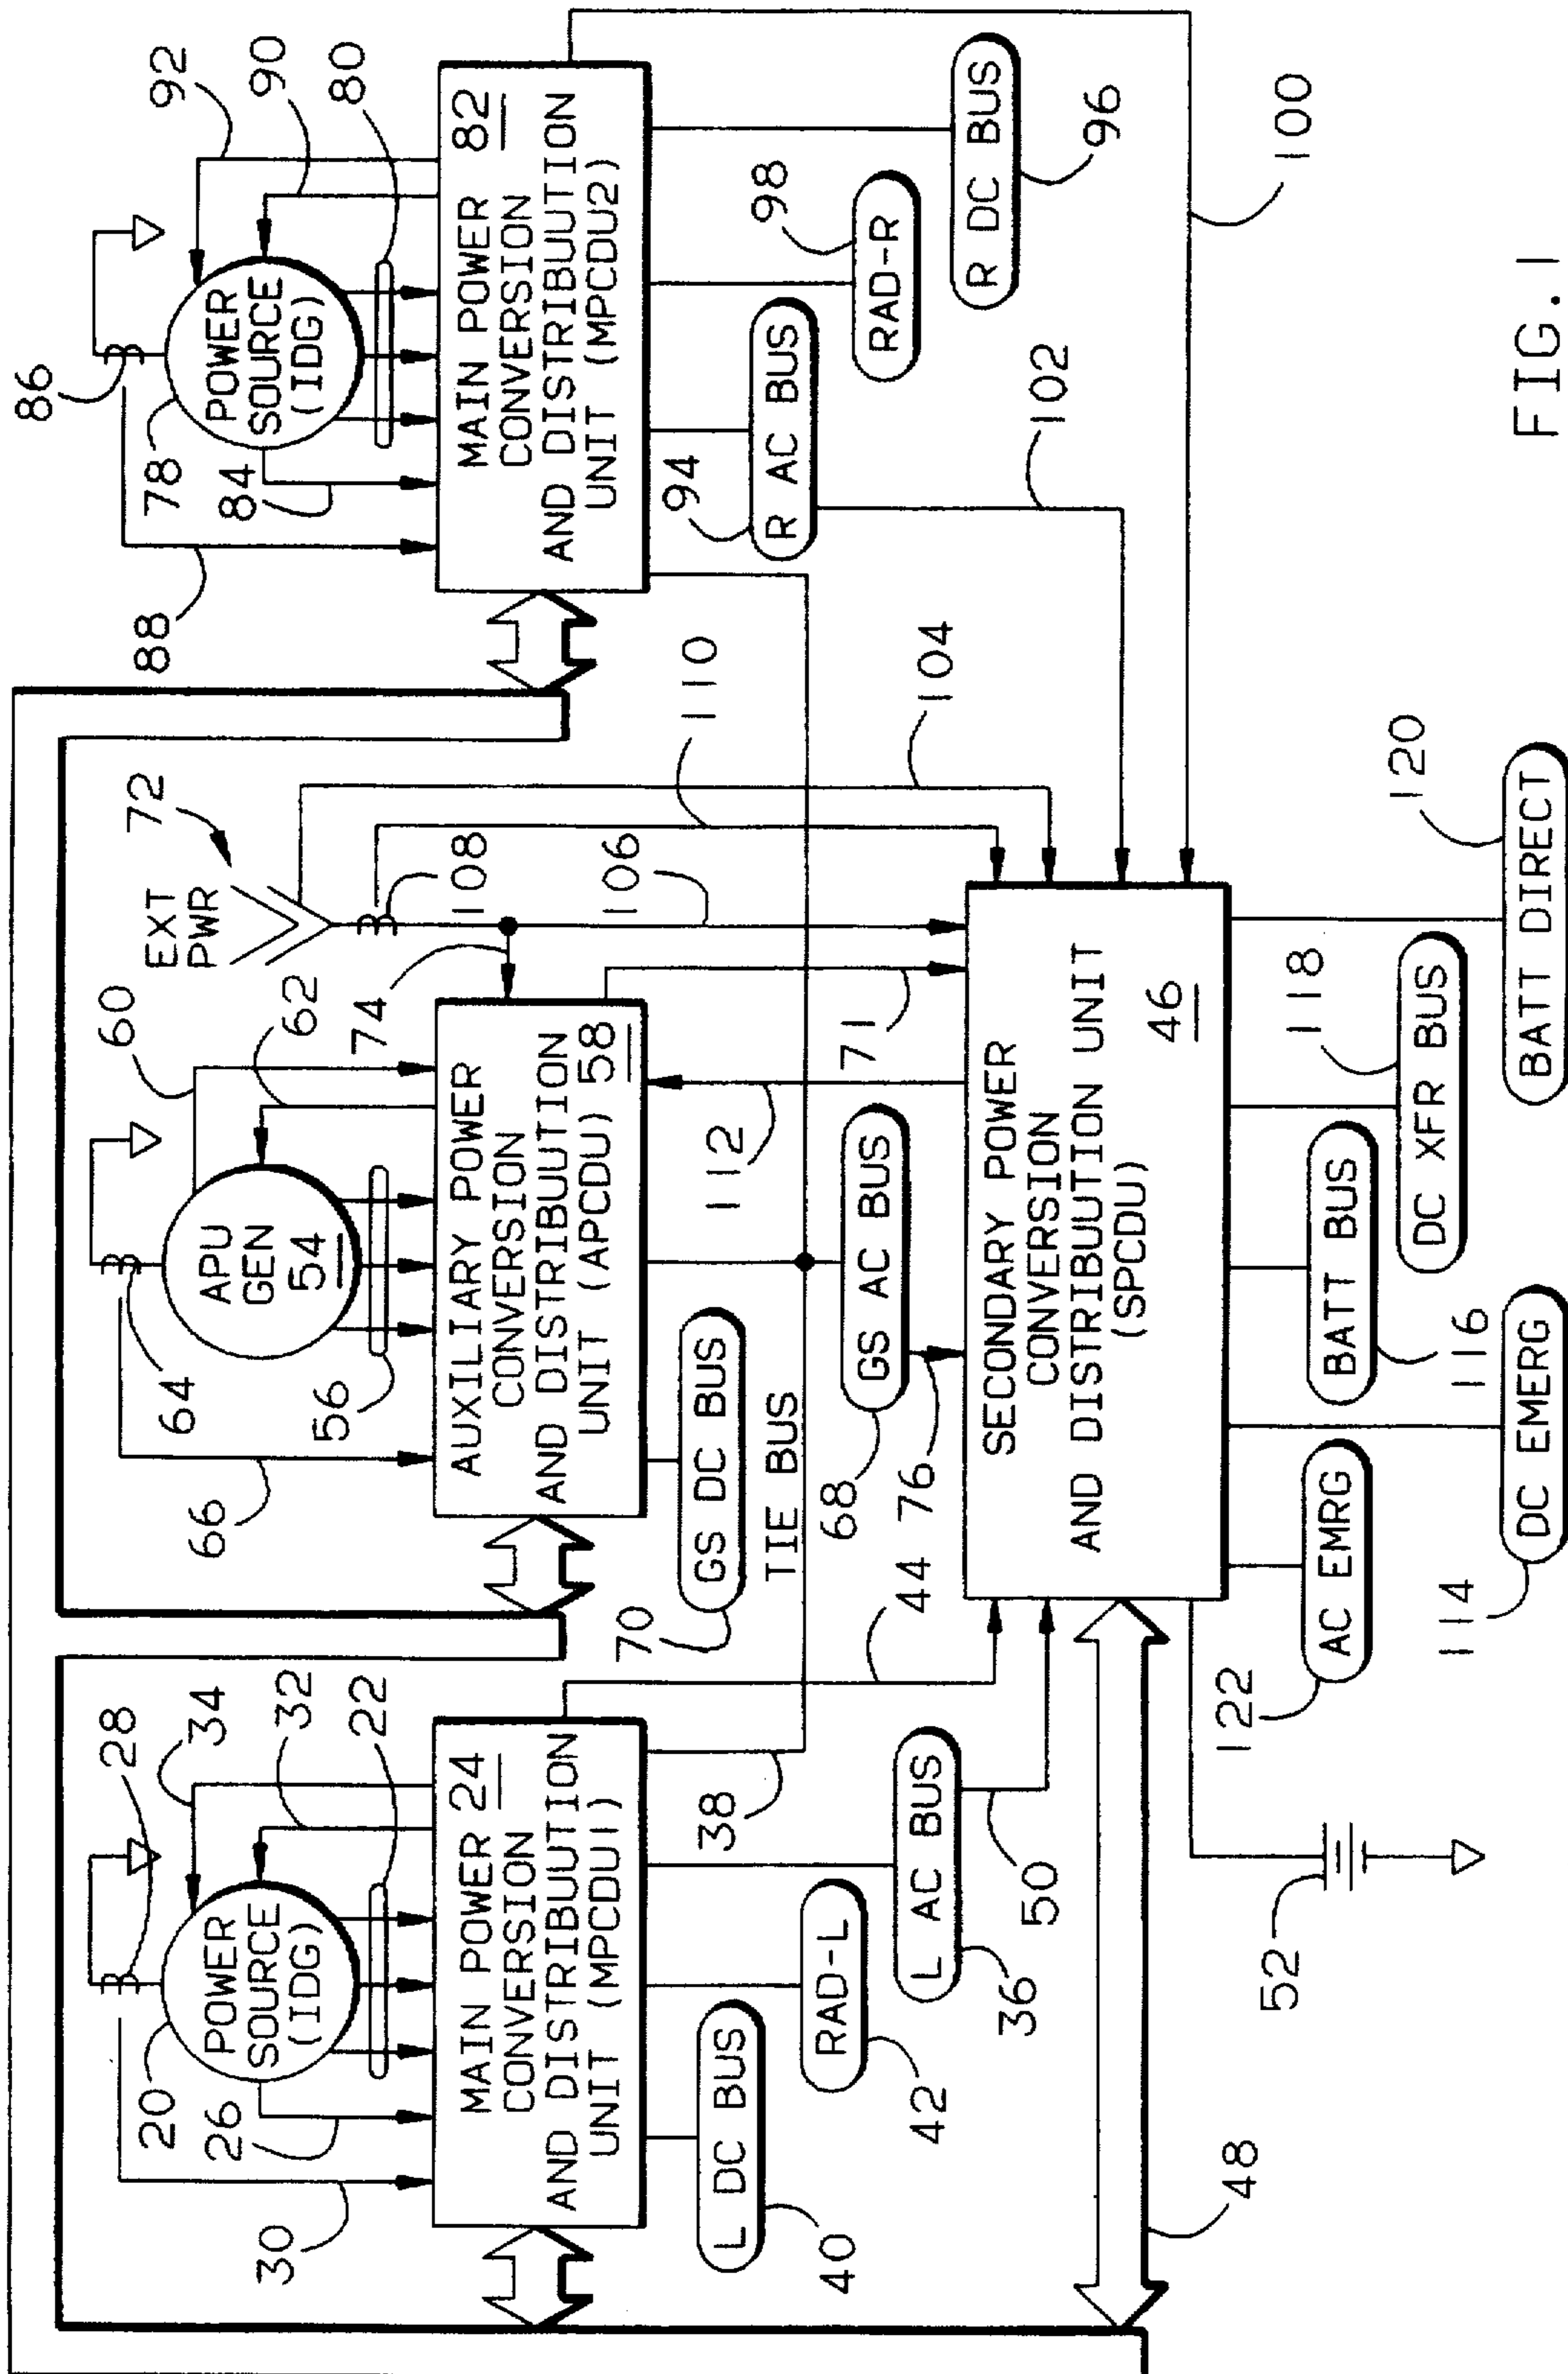 86
28
64
EXT
PWR
72
92
90
80
34
32
22
60
62
20
26
30
POWER
SOURCE
(IDG)
66
56
APU
GEN
54
74
108
106
110
104
88
78
84
POWER
SOURCE
(IDG)
MAIN POWER 24
CONVERSION
AND DISTRIBUUTION
UNIT (MPCDU1)
AUXILIARY POWER
CONVERSION
AND DISTRIBUUTION
UNIT (APCDU) 58
MAIN POWER 82
CONVERSION
AND DISTRIBUUTION
UNIT (MPCDU2)
L DC BUS
40
RAD-L
42
L AC BUS
36
38
50
44
70
GS DC BUS
TIE BUS
68
GS AC BUS
76
112
71
94
R AC BUS
98
RAD-R
R DC BUS
96
102
100
48
SECONDARY POWER
CONVERSION
AND DISTRIBUUTION UNIT
(SPCDU)
46
52
122
AC EMRG
114
DC EMERG
116
BATT BUS
118
DC XFR BUS
120
BATT DIRECT
FIG. 1